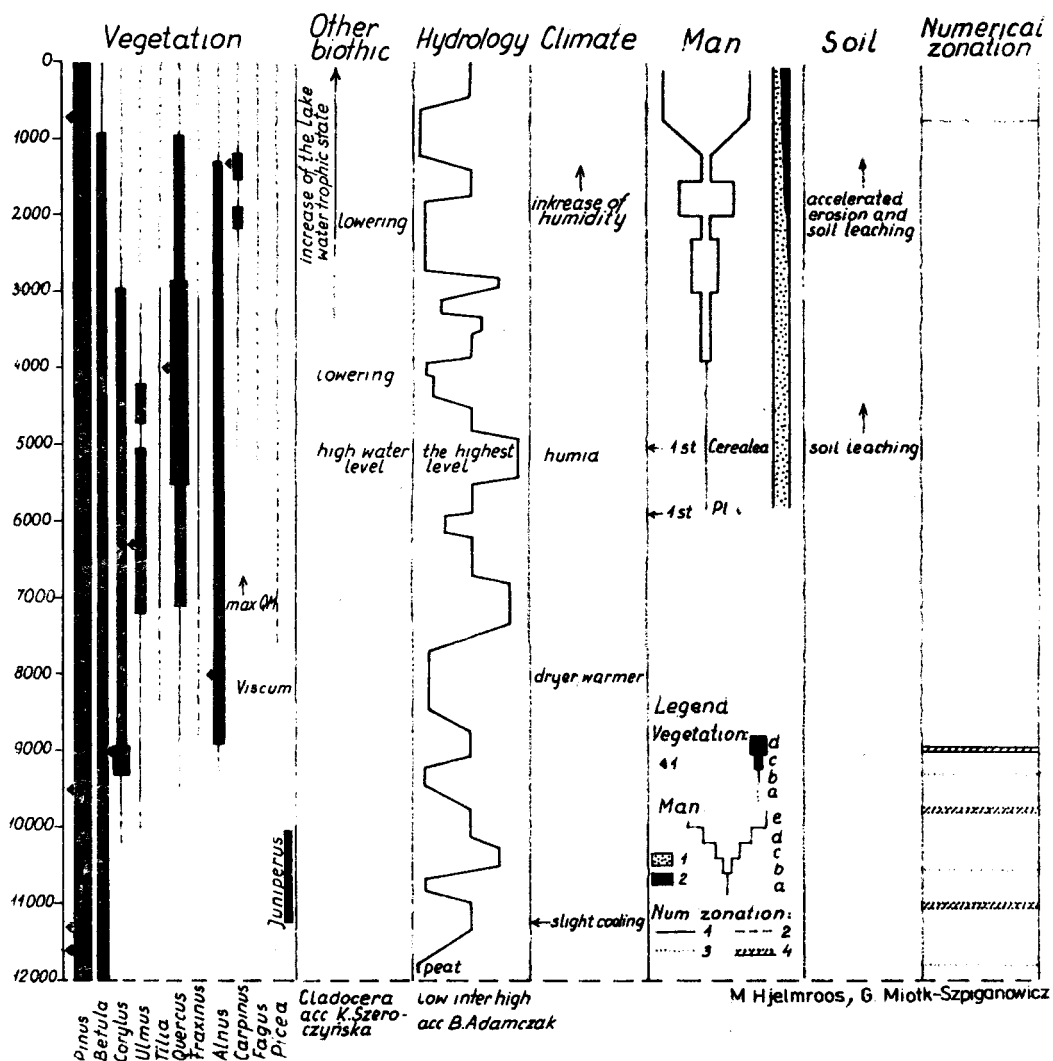 Vegetation
Other
biothic
Hydrology
Climate
Man
Soil
Numerical
zonation
0
1000
2000
3000
4000
5000
6000
7000
8000
9000
10000
11000
12000
max QM
Viscum
Juniperus
increase of the lake
water trophic state
lowering
lowering
high water
level
the highest
level
peat
inkrease of
humidity
humia
dryer warmer
slight cooling
1st Cerealea
1st Pl
accelerated
erosion and
soil leaching
soil leaching
Legend
Vegetation:
1
d
c
b
a
Man
e
d
c
b
a
1
2
Num zonation:
1 2
3 4
Pinus
Betula
Corylus
Ulmus
Tilia
Quercus
Fraxinus
Alnus
Carpinus
Fagus
Picea
Cladocera
acc K.Szero-
czyńska
low inter high
acc B.Adamczak
M Hjelmroos, G. Miotk-Szpiganowicz